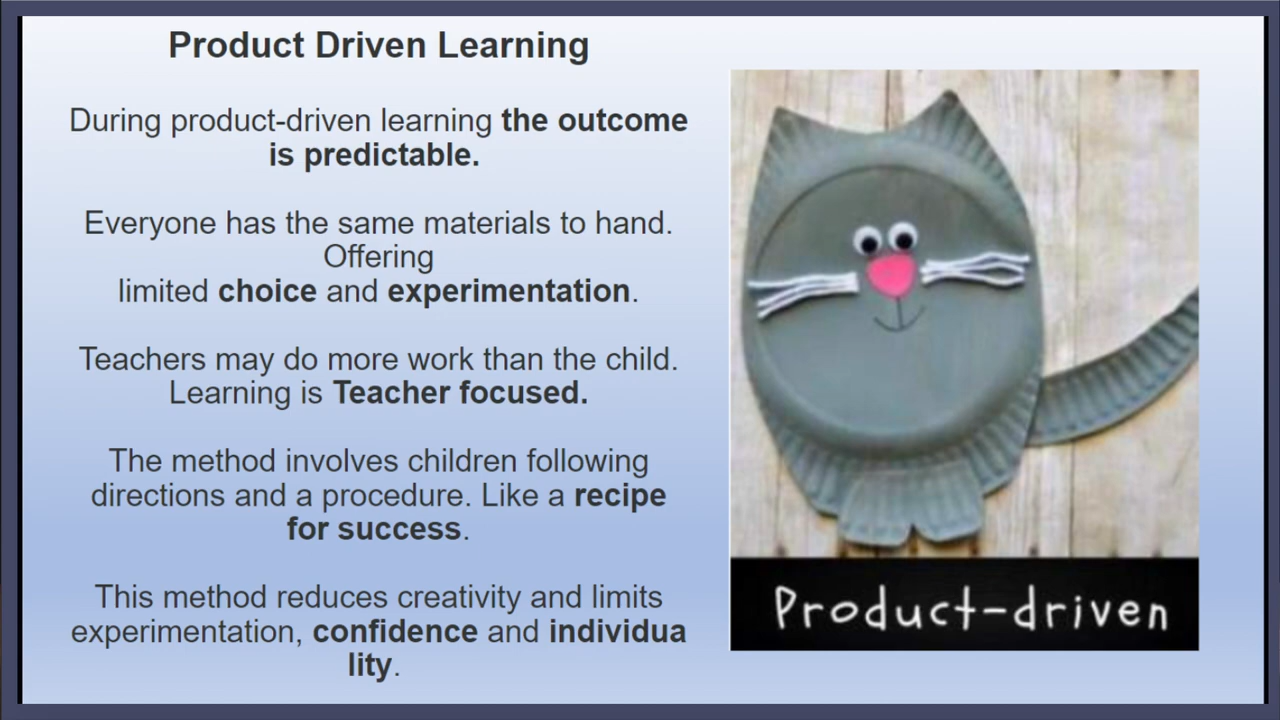 Product Driven Learning
During product-driven learning the outcome
is predictable.
Everyone has the same materials to hand.
Offering
limited choice and experimentation.
Teachers may do more work than the child.
Learning is Teacher focused.
The method involves children following
directions and a procedure. Like a recipe
for success.
This method reduces creativity and limits
experimentation, confidence and individua
lity.
Product-driven